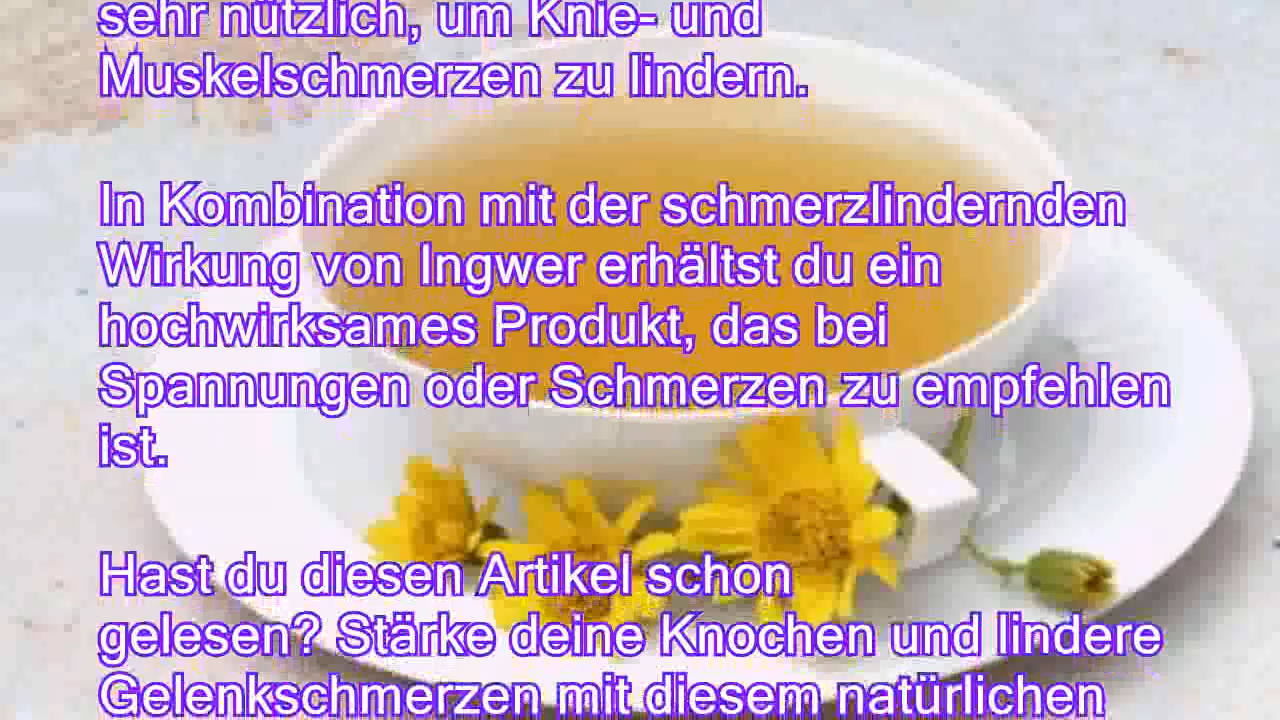 sehr nützlich, um Knie- und
Muskelschmerzen zu lindern.
In Kombination mit der schmerzlindernden
Wirkung von Ingwer erhältst du ein
hochwirksames Produkt, das bei
Spannungen oder Schmerzen zu empfehlen
ist.
Hast du diesen Artikel schon
gelesen? Stärke deine Knochen und lindere
Gelenkschmerzen mit diesem natürlichen